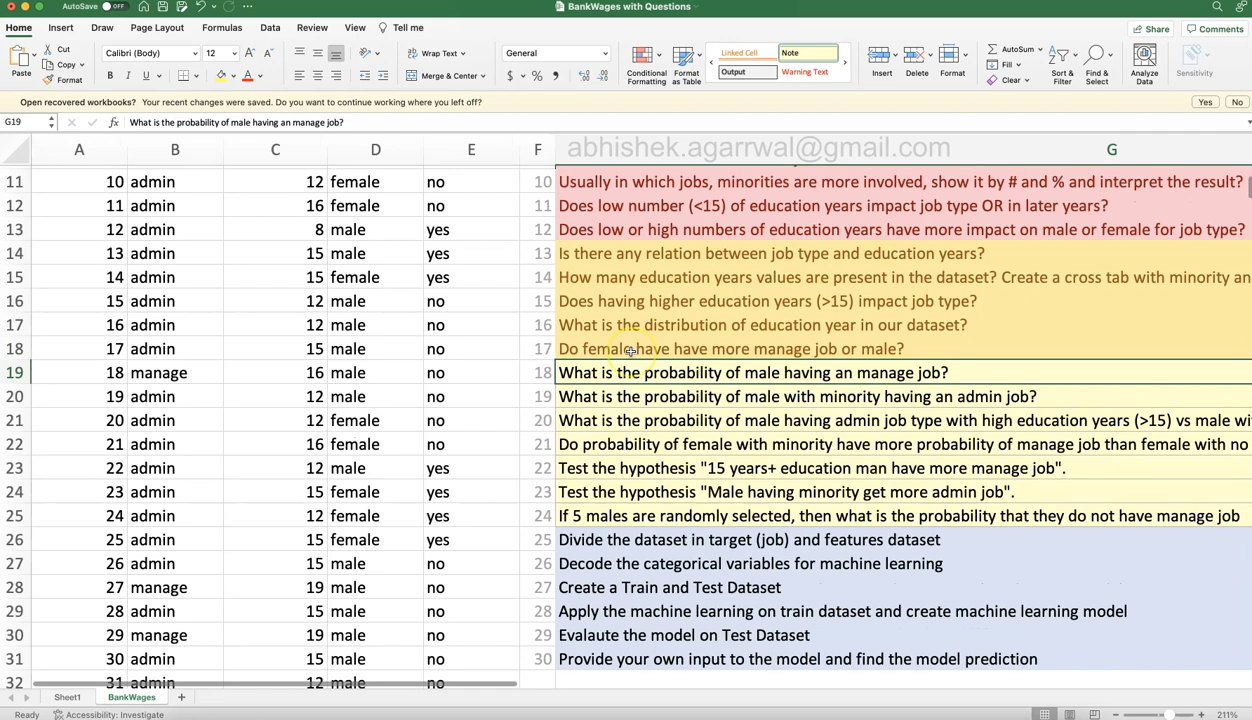 AutoSave OFF
BankWages with Questions
Home Insert Draw Page Layout Formulas Data Review View Tell me
Share Comments
Paste Cut Copy Format
Calibri (Body) 12
B I U
Wrap Text
Merge & Center
General
$ %
Conditional Formatting
Format as Table
Linked Cell Note
Output Warning Text
Insert Delete Format
AutoSum
Fill
Clear
Sort & Filter
Find & Select
Analyze Data
Sensitivity
Open recovered workbooks? Your recent changes were saved. Do you want to continue working where you left off? Yes No
G19 fx What is the probability of male having an manage job?
abhishek.agarrwal@gmail.com
A B C D E F G
11 10 admin 12 female no 10 Usually in which jobs, minorities are more involved, show it by # and % and interpret the result?
12 11 admin 16 female no 11 Does low number (<15) of education years impact job type OR in later years?
13 12 admin 8 male yes 12 Does low or high numbers of education years have more impact on male or female for job type?
14 13 admin 15 male yes 13 Is there any relation between job type and education years?
15 14 admin 15 female yes 14 How many education years values are present in the dataset? Create a cross tab with minority an
16 15 admin 12 male no 15 Does having higher education years (>15) impact job type?
17 16 admin 12 male no 16 What is the distribution of education year in our dataset?
18 17 admin 15 male no 17 Do female have have more manage job or male?
19 18 manage 16 male no 18 What is the probability of male having an manage job?
20 19 admin 12 male no 19 What is the probability of male with minority having an admin job?
21 20 admin 12 female no 20 What is the probability of male having admin job type with high education years (>15) vs male wi
22 21 admin 16 female no 21 Do probability of female with minority have more probability of manage job than female with no
23 22 admin 12 male yes 22 Test the hypothesis "15 years+ education man have more manage job".
24 23 admin 15 female yes 23 Test the hypothesis "Male having minority get more admin job".
25 24 admin 12 female yes 24 If 5 males are randomly selected, then what is the probability that they do not have manage job
26 25 admin 15 female yes 25 Divide the dataset in target (job) and features dataset
27 26 admin 15 male no 26 Decode the categorical variables for machine learning
28 27 manage 19 male no 27 Create a Train and Test Dataset
29 28 admin 15 male no 28 Apply the machine learning on train dataset and create machine learning model
30 29 manage 19 male no 29 Evalaute the model on Test Dataset
31 30 admin 15 male no 30 Provide your own input to the model and find the model prediction
32 31 admin 12 male no
Sheet1 BankWages +
Ready Accessibility: Investigate 211%